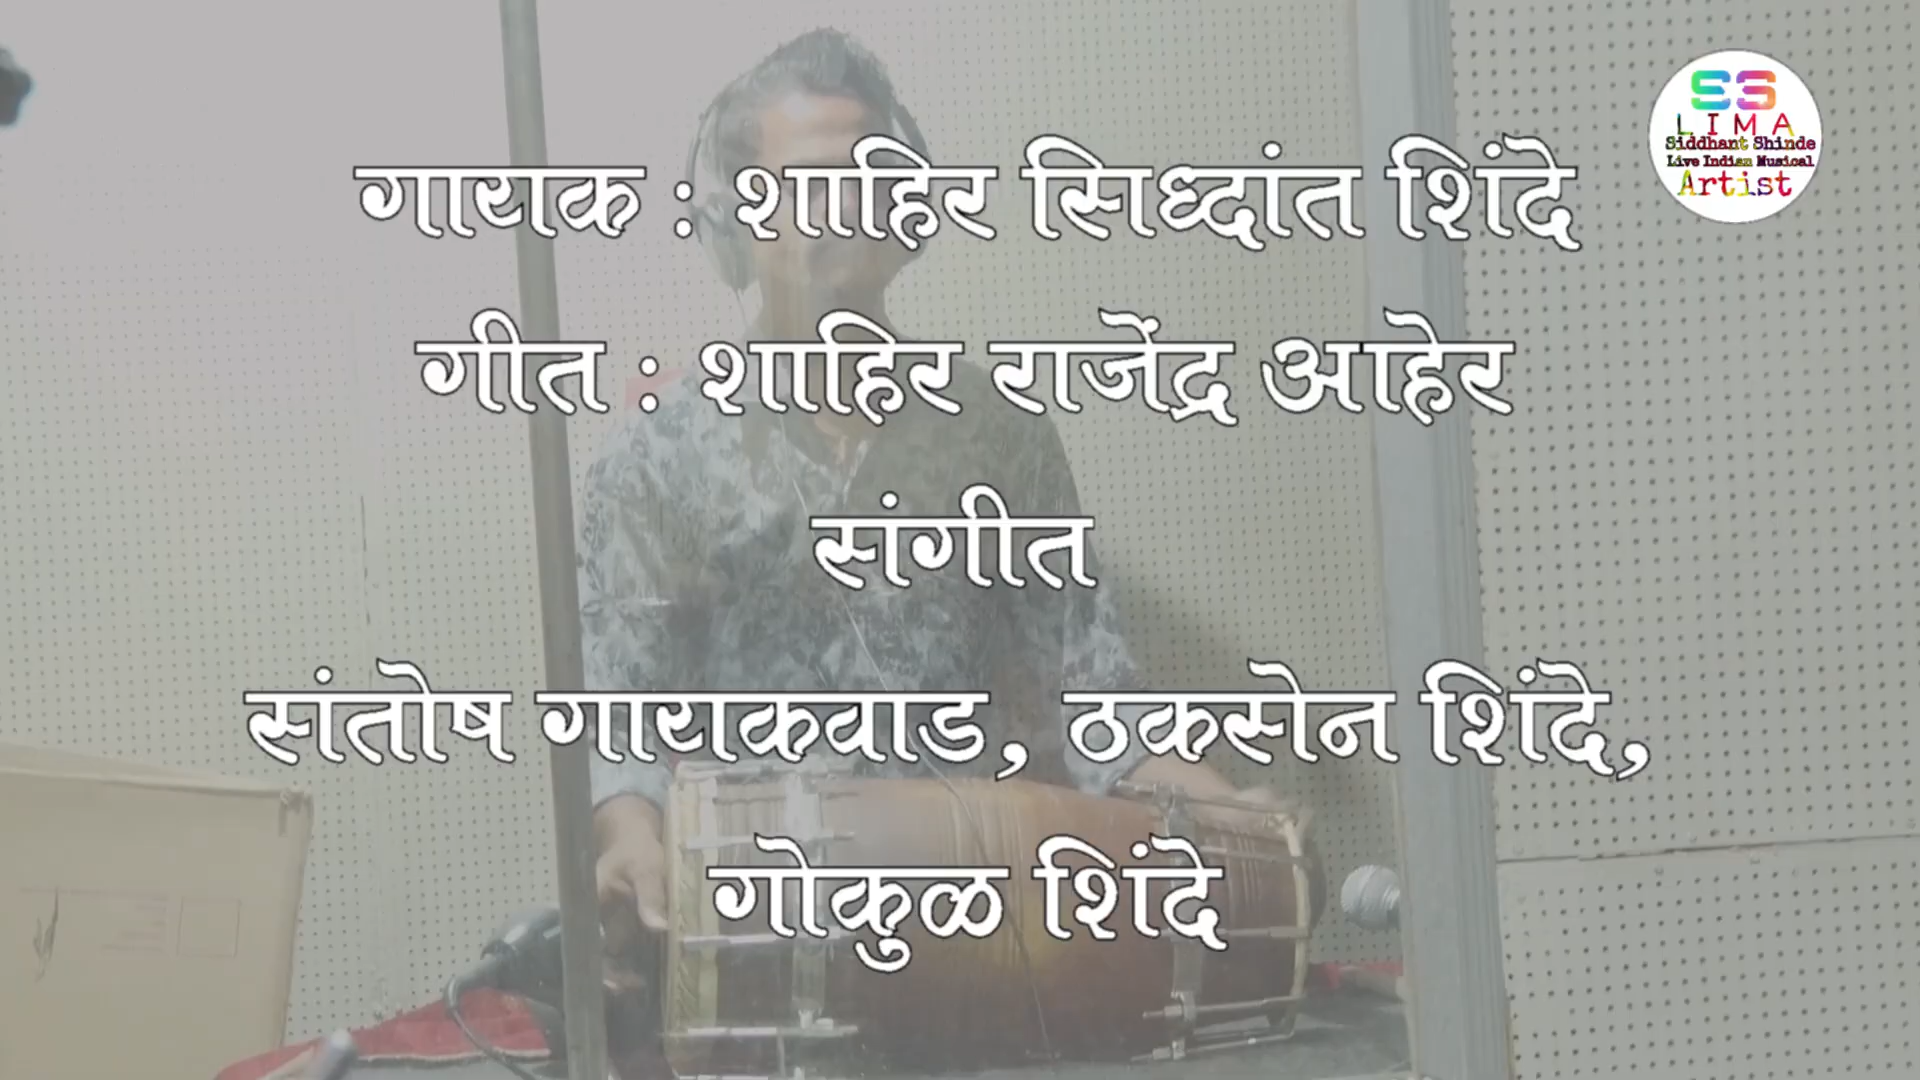 गायक : शाहिर सिध्दांत शिंदे
गीत : शाहिर राजेंद्र आहेर
संगीत
संतोष गायकवाड, ठकसेन शिंदे,
गोकुळ शिंदे
SS
LIMA
Siddhant Shinde
Live Indian Musical
Artist